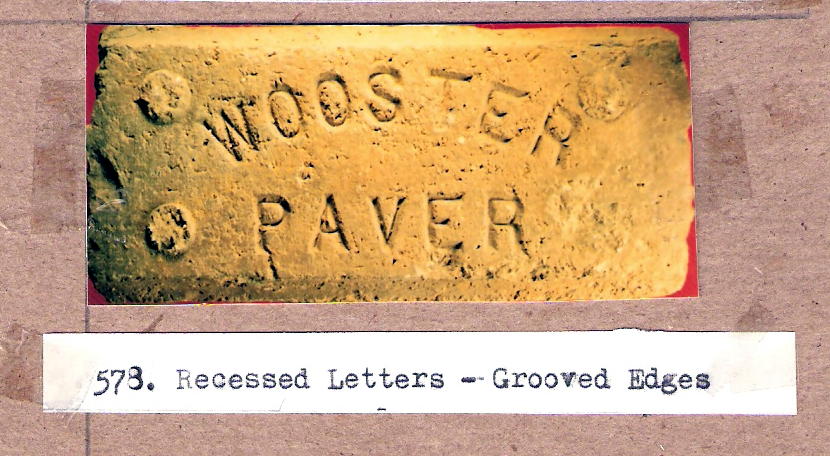 WOOSTER
PAVER
578. Recessed Letters - Grooved Edges